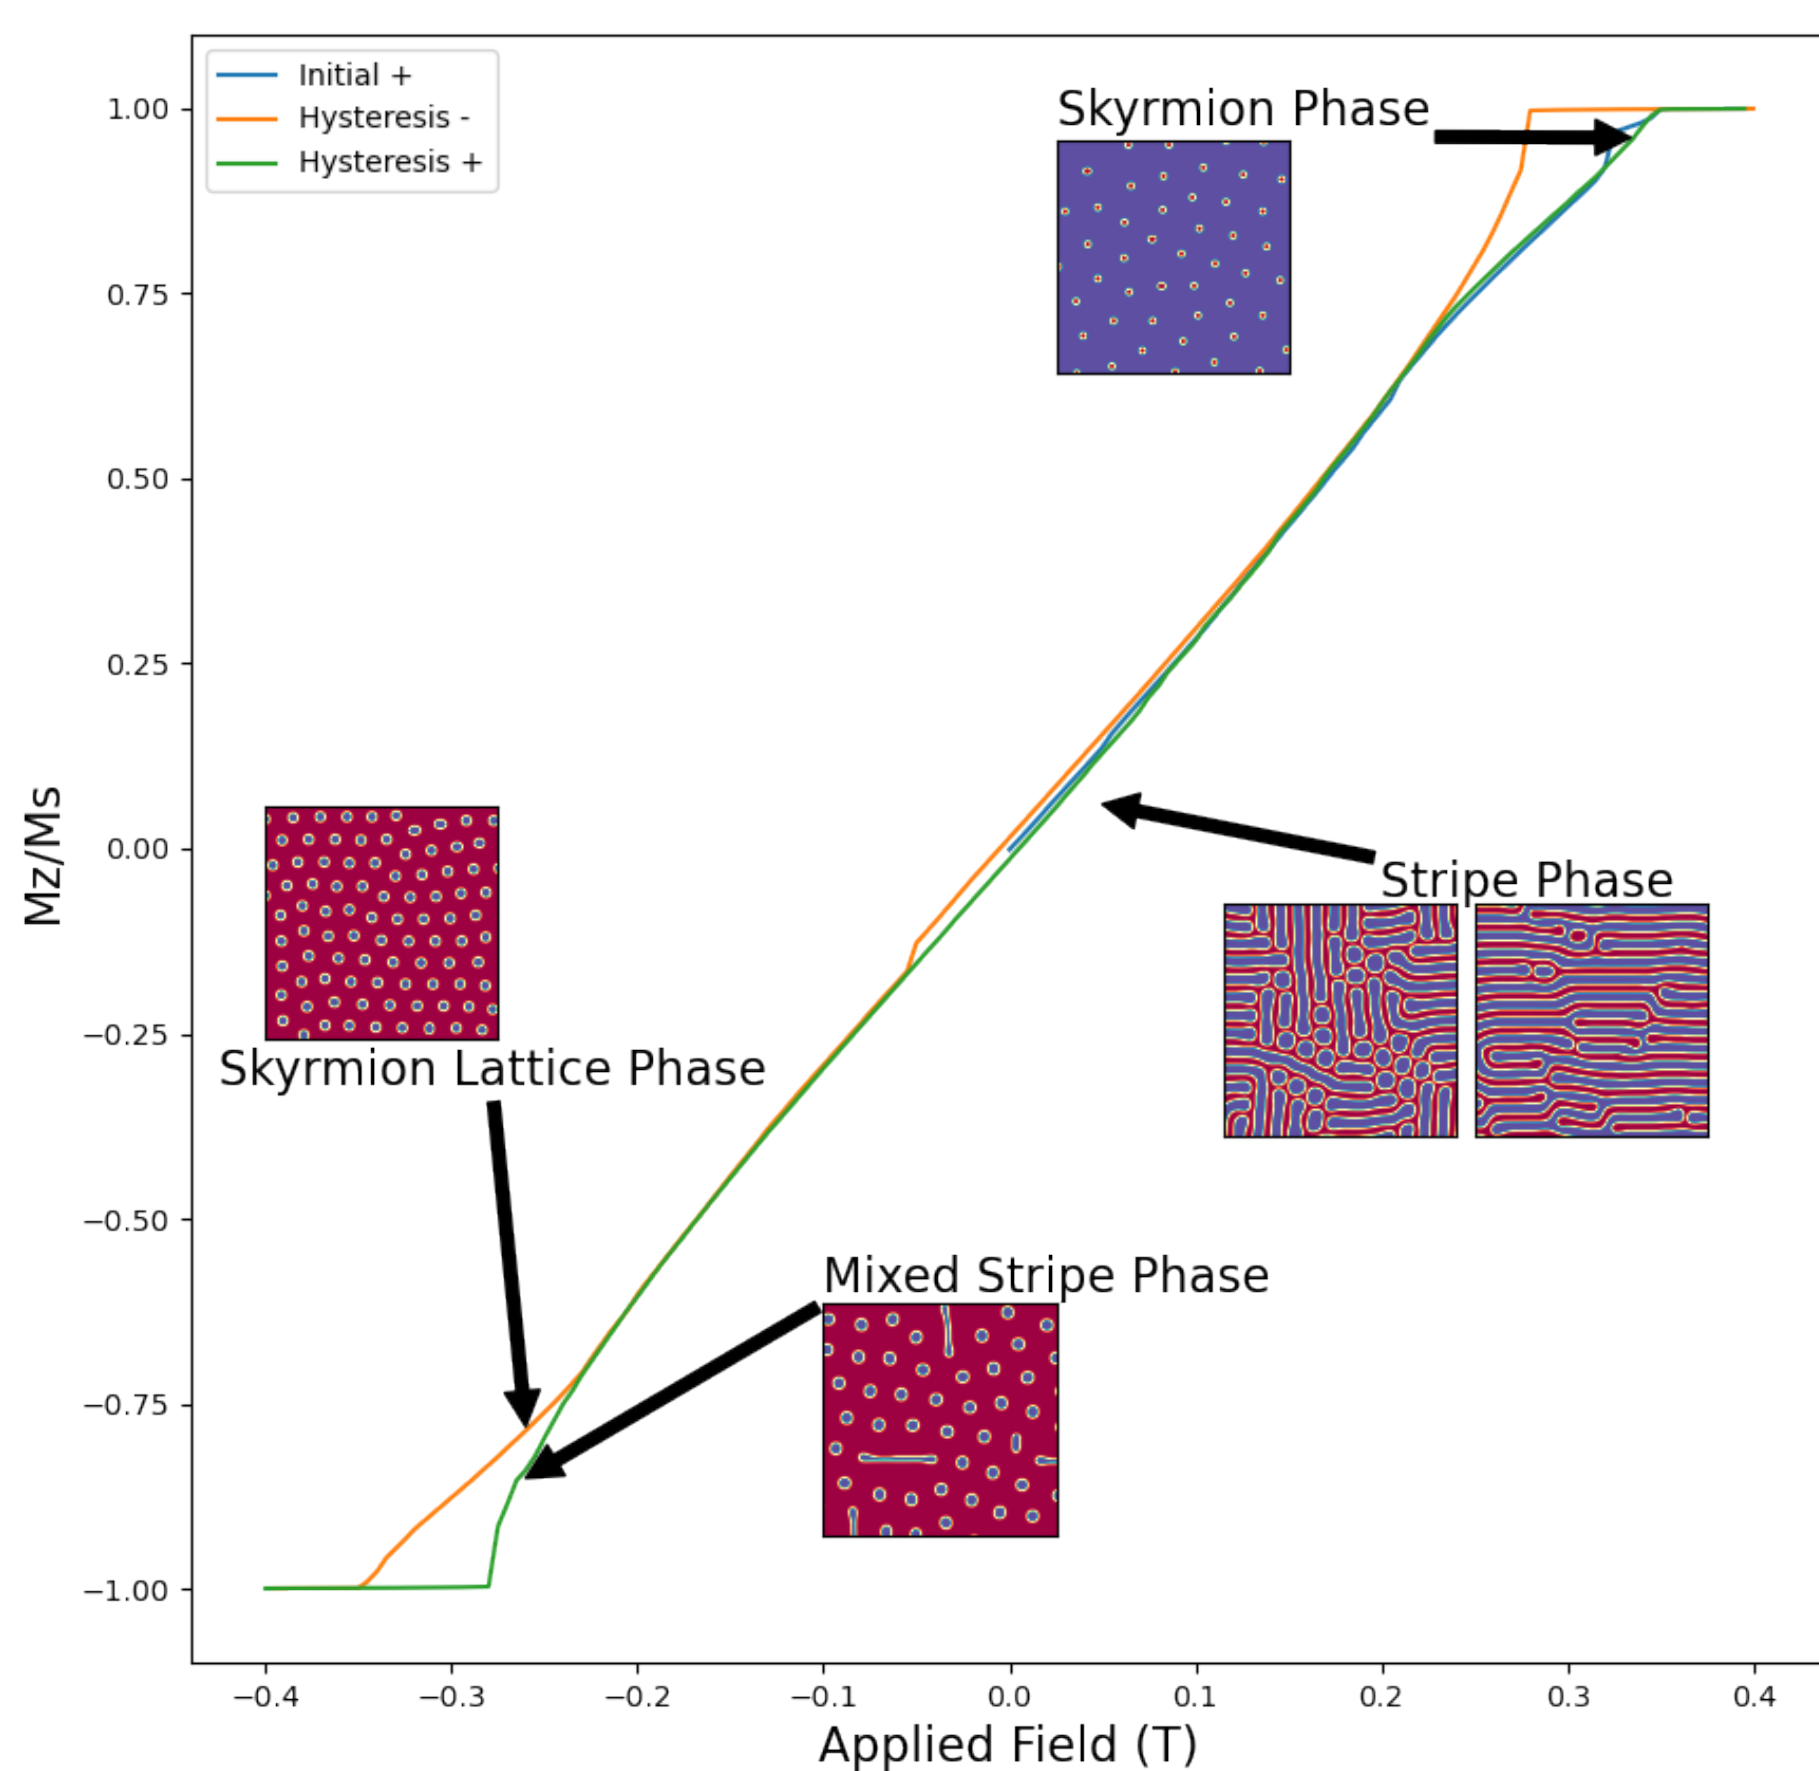 Initial +
Hysteresis -
Hysteresis +
Skyrmion Phase
1.00
0.75
0.50
0.25
0.00
−0.25
−0.50
−0.75
−1.00
Mz/Ms
Stripe Phase
Skyrmion Lattice Phase
Mixed Stripe Phase
−0.4 −0.3 −0.2 −0.1 0.0 0.1 0.2 0.3 0.4
Applied Field (T)